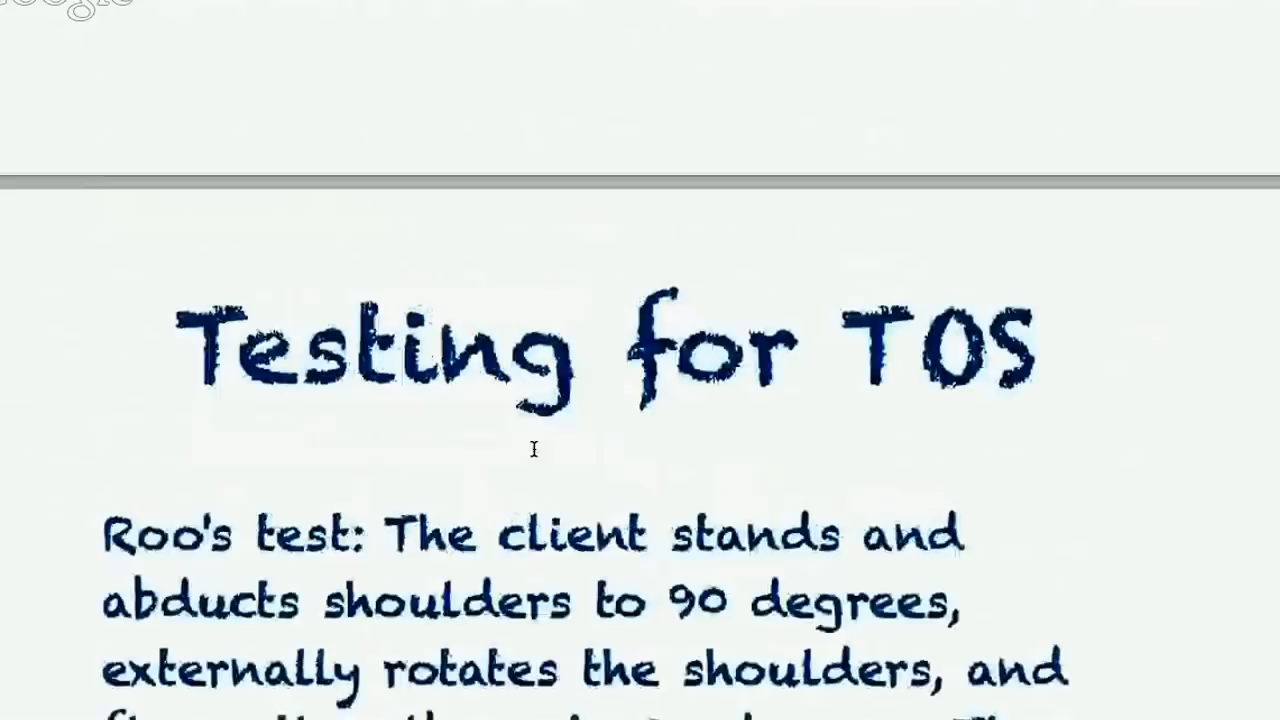 Google
Testing for TOS
Roo's test: The client stands and
abducts shoulders to 90 degrees,
externally rotates the shoulders, and